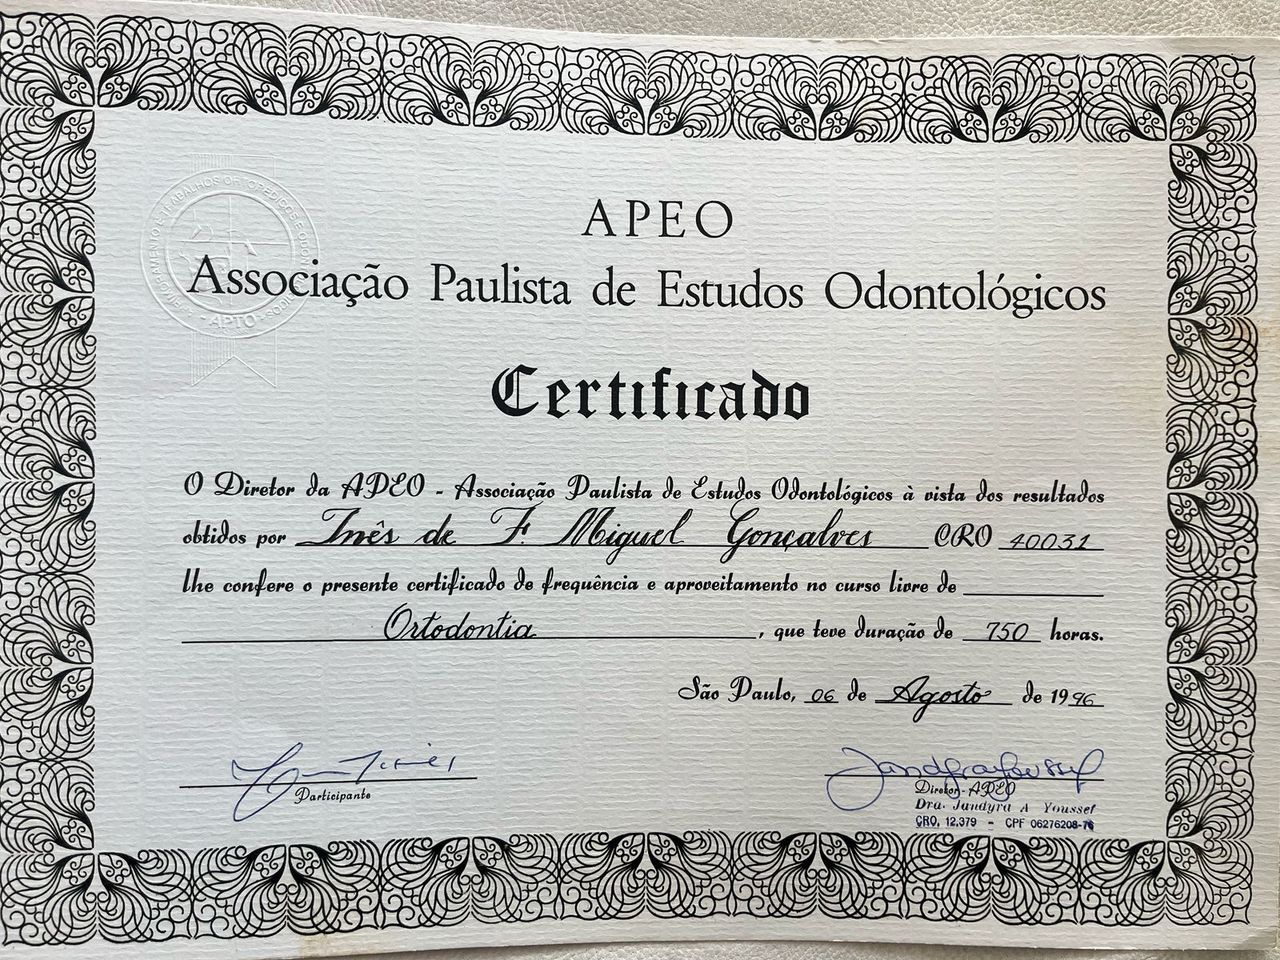 APEO
Associação Paulista de Estudos Odontológicos
Certificado
O Diretor da APEO - Associação Paulista de Estudos Odontológicos à vista dos resultados
obtidos por Inês de F. Miguel Gonçalves CRO 40031
lhe confere o presente certificado de frequência e aproveitamento no curso livre de
Ortodontia, que teve duração de 750 horas.
São Paulo, 06 de Agosto de 1996
Participante
Diretor - APEO
Dra. Jandyra A Youssef
CRO, 12.379 - CPF 06276208-76
APTO